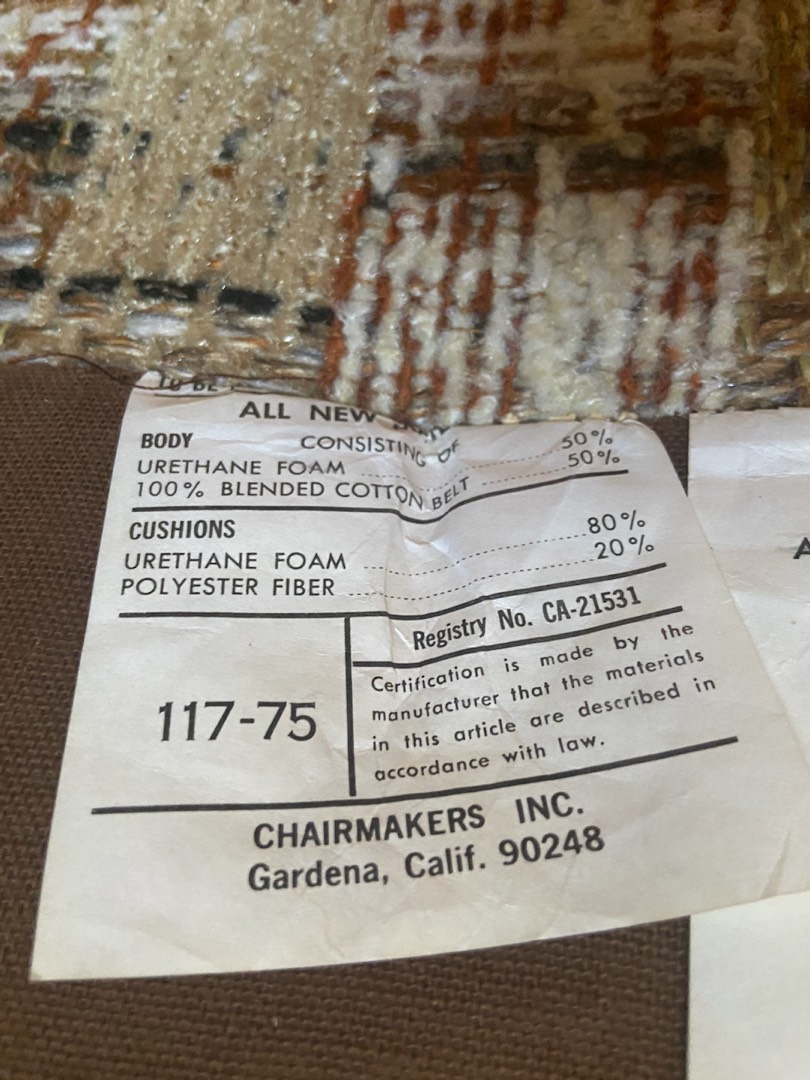 TO BE
ALL NEW
BODY CONSISTING OF
URETHANE FOAM 50%
100% BLENDED COTTON BELT 50%
CUSHIONS
URETHANE FOAM 80%
POLYESTER FIBER 20%
117-75
Registry No. CA-21531
Certification is made by the
manufacturer that the materials
in this article are described in
accordance with law.
CHAIRMAKERS INC.
Gardena, Calif. 90248
A